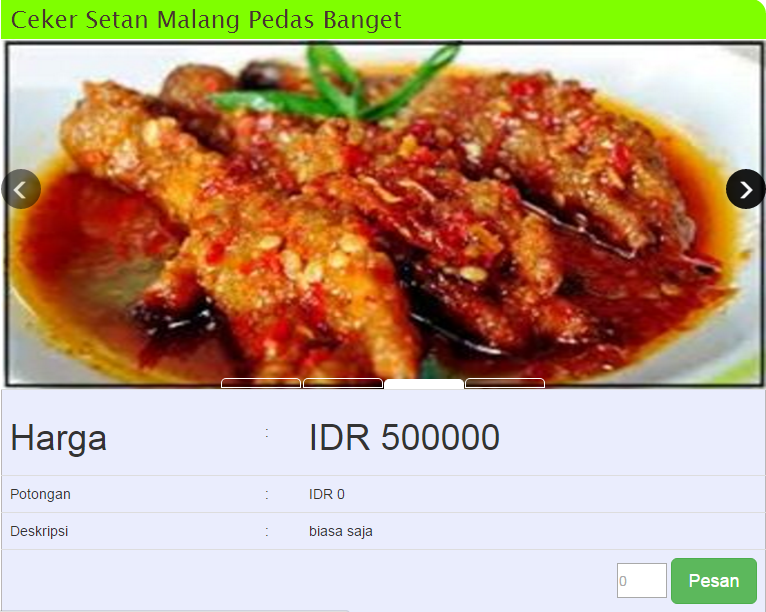 Ceker Setan Malang Pedas Banget
Harga : IDR 500000
Potongan : IDR 0
Deskripsi : biasa saja
0 Pesan